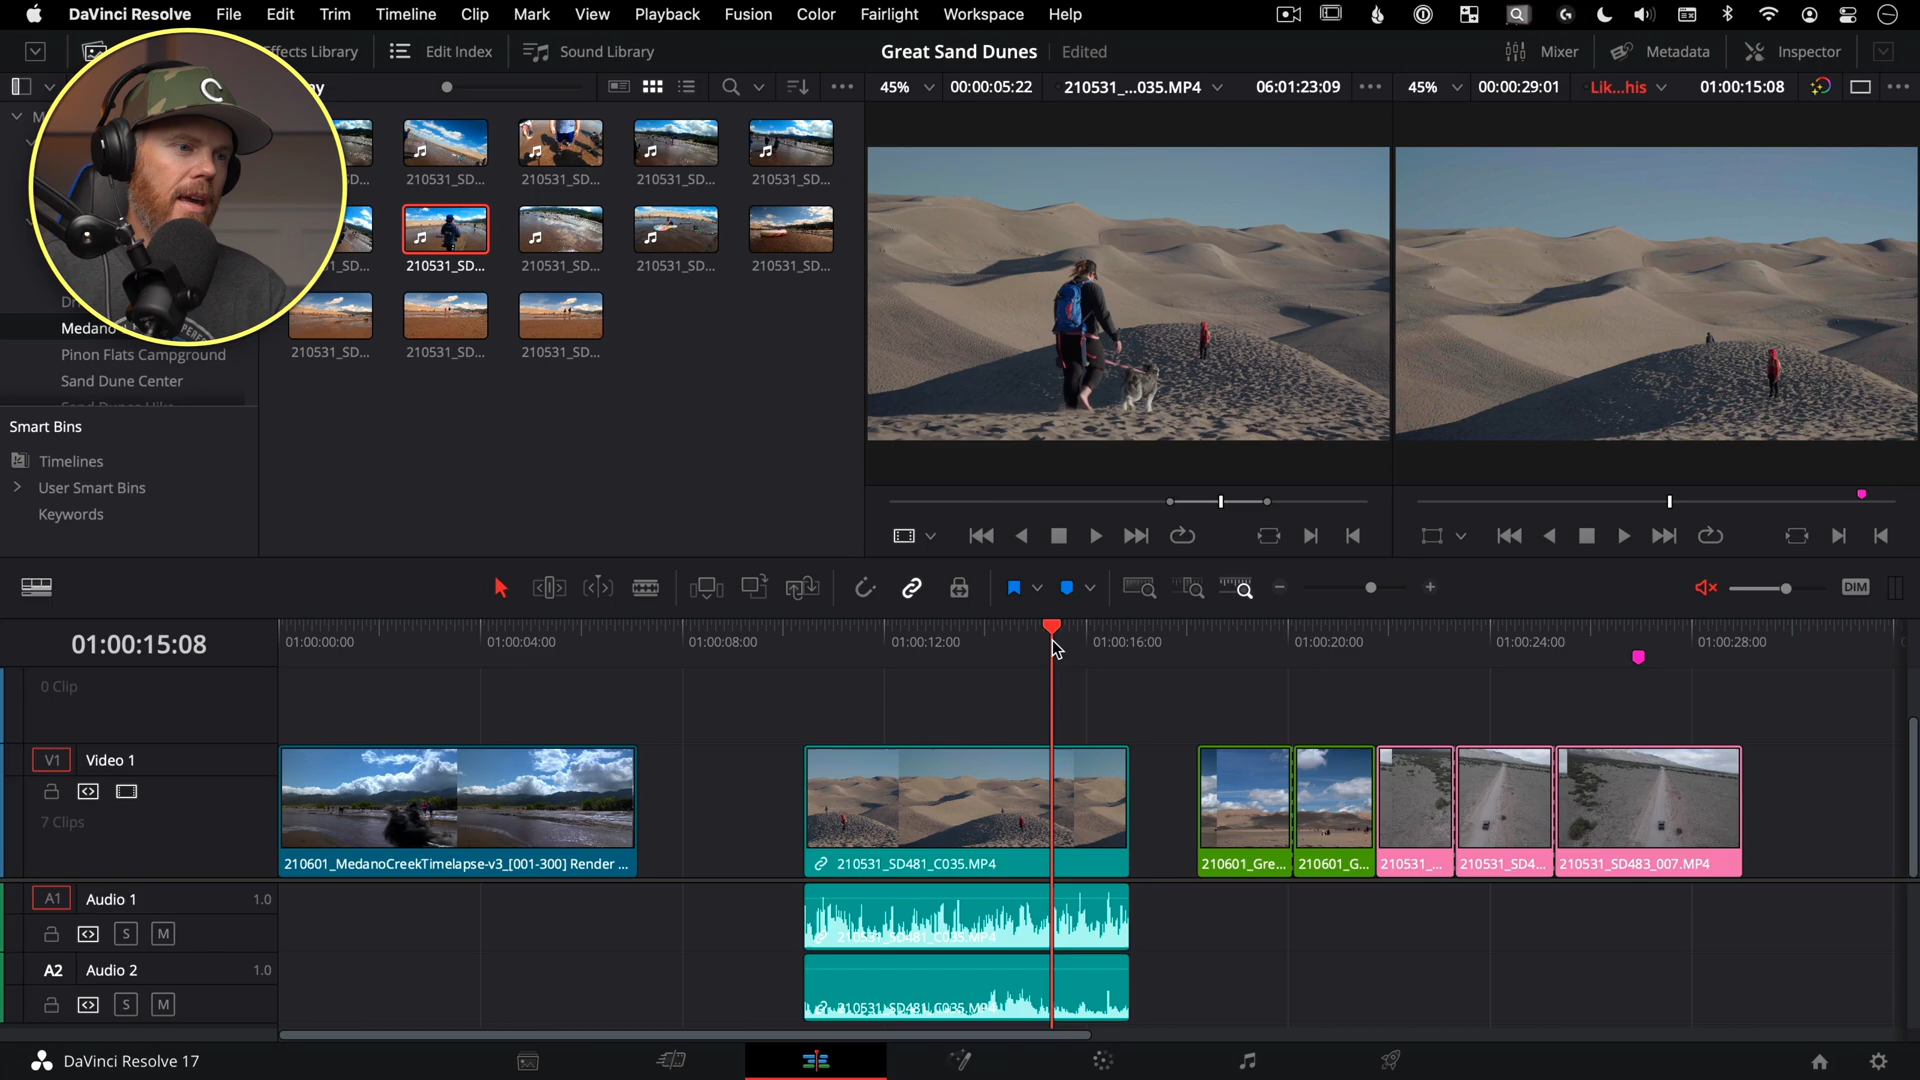 DaVinci Resolve File Edit Trim Timeline Clip Mark View Playback Fusion Color Fairlight Workspace Help
Effects Library Edit Index Sound Library Great Sand Dunes Edited Mixer Metadata Inspector
45% 00:00:05:22 210531_...035.MP4 06:01:23:09 45% 00:00:29:01 Lik...his 01:00:15:08
210531_SD... 210531_SD... 210531_SD... 210531_SD...
210531_SD... 210531_SD... 210531_SD... 210531_SD...
Medano
210531_SD... 210531_SD... 210531_SD...
Pinon Flats Campground
Sand Dune Center
Smart Bins
Timelines
User Smart Bins
Keywords
DIM
01:00:15:08 01:00:00:00 01:00:04:00 01:00:08:00 01:00:12:00 01:00:16:00 01:00:20:00 01:00:24:00 01:00:28:00
0 Clip
V1 Video 1
7 Clips
210601_MedanoCreekTimelapse-v3_[001-300] Render ... 210531_SD481_C035.MP4 210601_Gre... 210601_G... 210531_... 210531_SD4... 210531_SD483_007.MP4
A1 Audio 1 1.0
S M 210531_SD481_C035.MP4
A2 Audio 2 1.0
S M 210531_SD481_C035.MP4
DaVinci Resolve 17